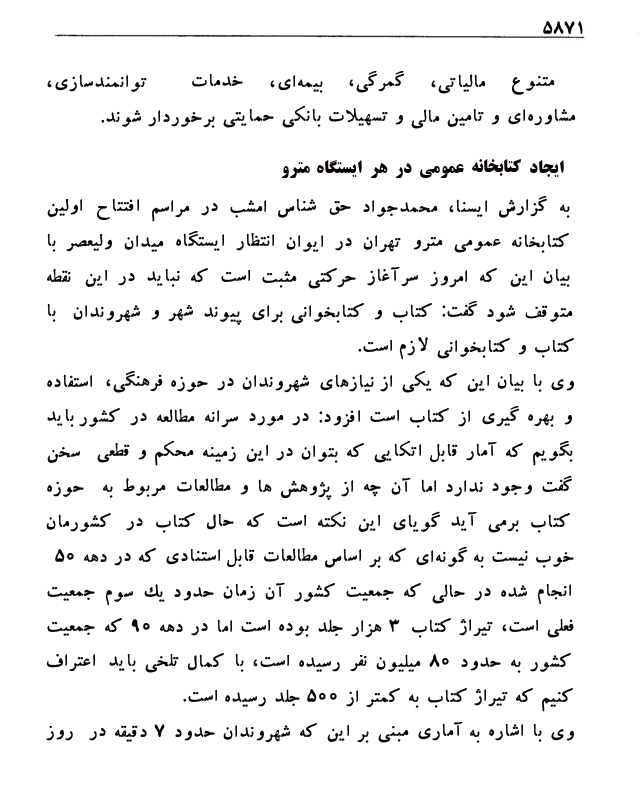 ۵۸۷۱
متنوع مالیاتی، گمرگی، بیمه‌ای، خدمات توانمندسازی،
مشاوره‌ای و تامین مالی و تسهیلات بانکی حمایتی برخوردار شوند.
ایجاد کتابخانه عمومی در هر ایستگاه مترو
به گزارش ایسنا، محمدجواد حق شناس امشب در مراسم افتتاح اولین
کتابخانه عمومی مترو تهران در ایوان انتظار ایستگاه میدان ولیعصر با
بیان این که امروز سرآغاز حرکتی مثبت است که نباید در این نقطه
متوقف شود گفت: کتاب و کتابخوانی برای پیوند شهر و شهروندان با
کتاب و کتابخوانی لازم است.
وی با بیان این که یکی از نیازهای شهروندان در حوزه فرهنگی، استفاده
و بهره گیری از کتاب است افزود: در مورد سرانه مطالعه در کشور باید
بگویم که آمار قابل اتکایی که بتوان در این زمینه محکم و قطعی سخن
گفت وجود ندارد اما آن چه از پژوهش ها و مطالعات مربوط به حوزه
کتاب برمی آید گویای این نکته است که حال کتاب در کشورمان
خوب نیست به گونه‌ای که بر اساس مطالعات قابل استنادی که در دهه ۵۰
انجام شده در حالی که جمعیت کشور آن زمان حدود یك سوم جمعیت
فعلی است، تیراژ کتاب ۳ هزار جلد بوده است اما در دهه ۹۰ که جمعیت
کشور به حدود ۸۰ میلیون نفر رسیده است، با کمال تلخی باید اعتراف
کنیم که تیراژ کتاب به کمتر از ۵۰۰ جلد رسیده است.
وی با اشاره به آماری مبنی بر این که شهروندان حدود ۷ دقیقه در روز